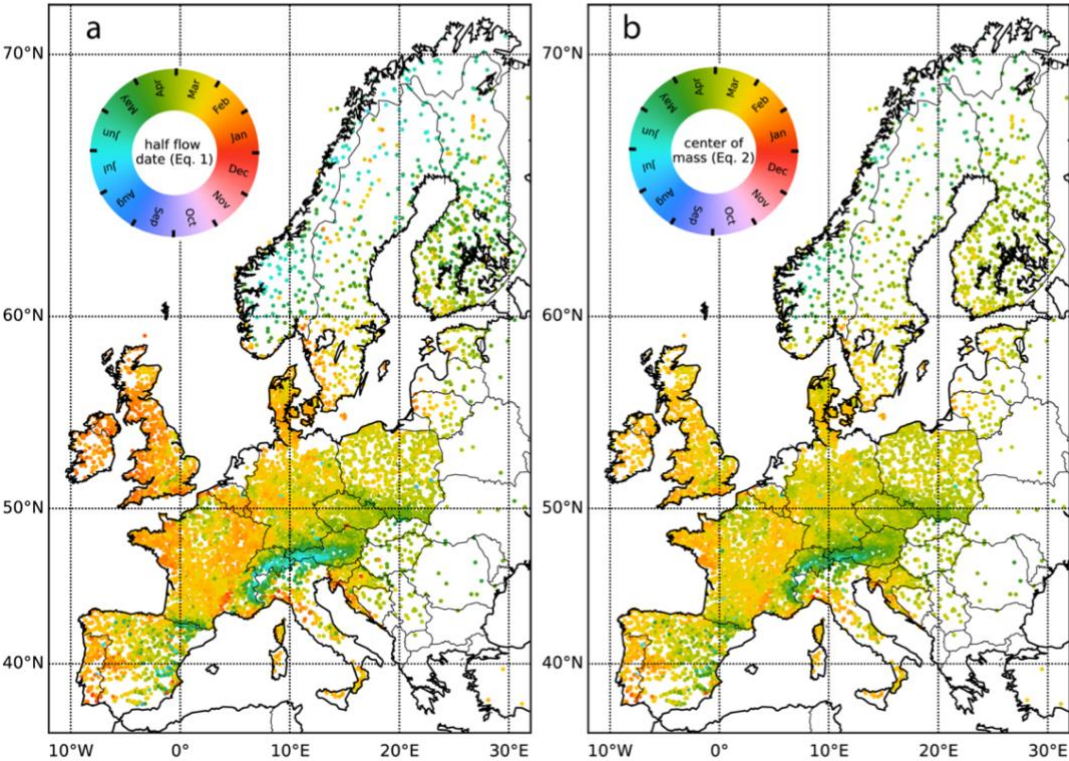 a
70°N
60°N
50°N
40°N
10°W 0° 10°E 20°E 30°E
Jan
Feb
Mar
Apr
May
Jun
Jul
Aug
Sep
Oct
Nov
Dec
half flow
date (Eq. 1)
b
70°N
60°N
50°N
40°N
10°W 0° 10°E 20°E 30°E
Jan
Feb
Mar
Apr
May
Jun
Jul
Aug
Sep
Oct
Nov
Dec
center of
mass (Eq. 2)